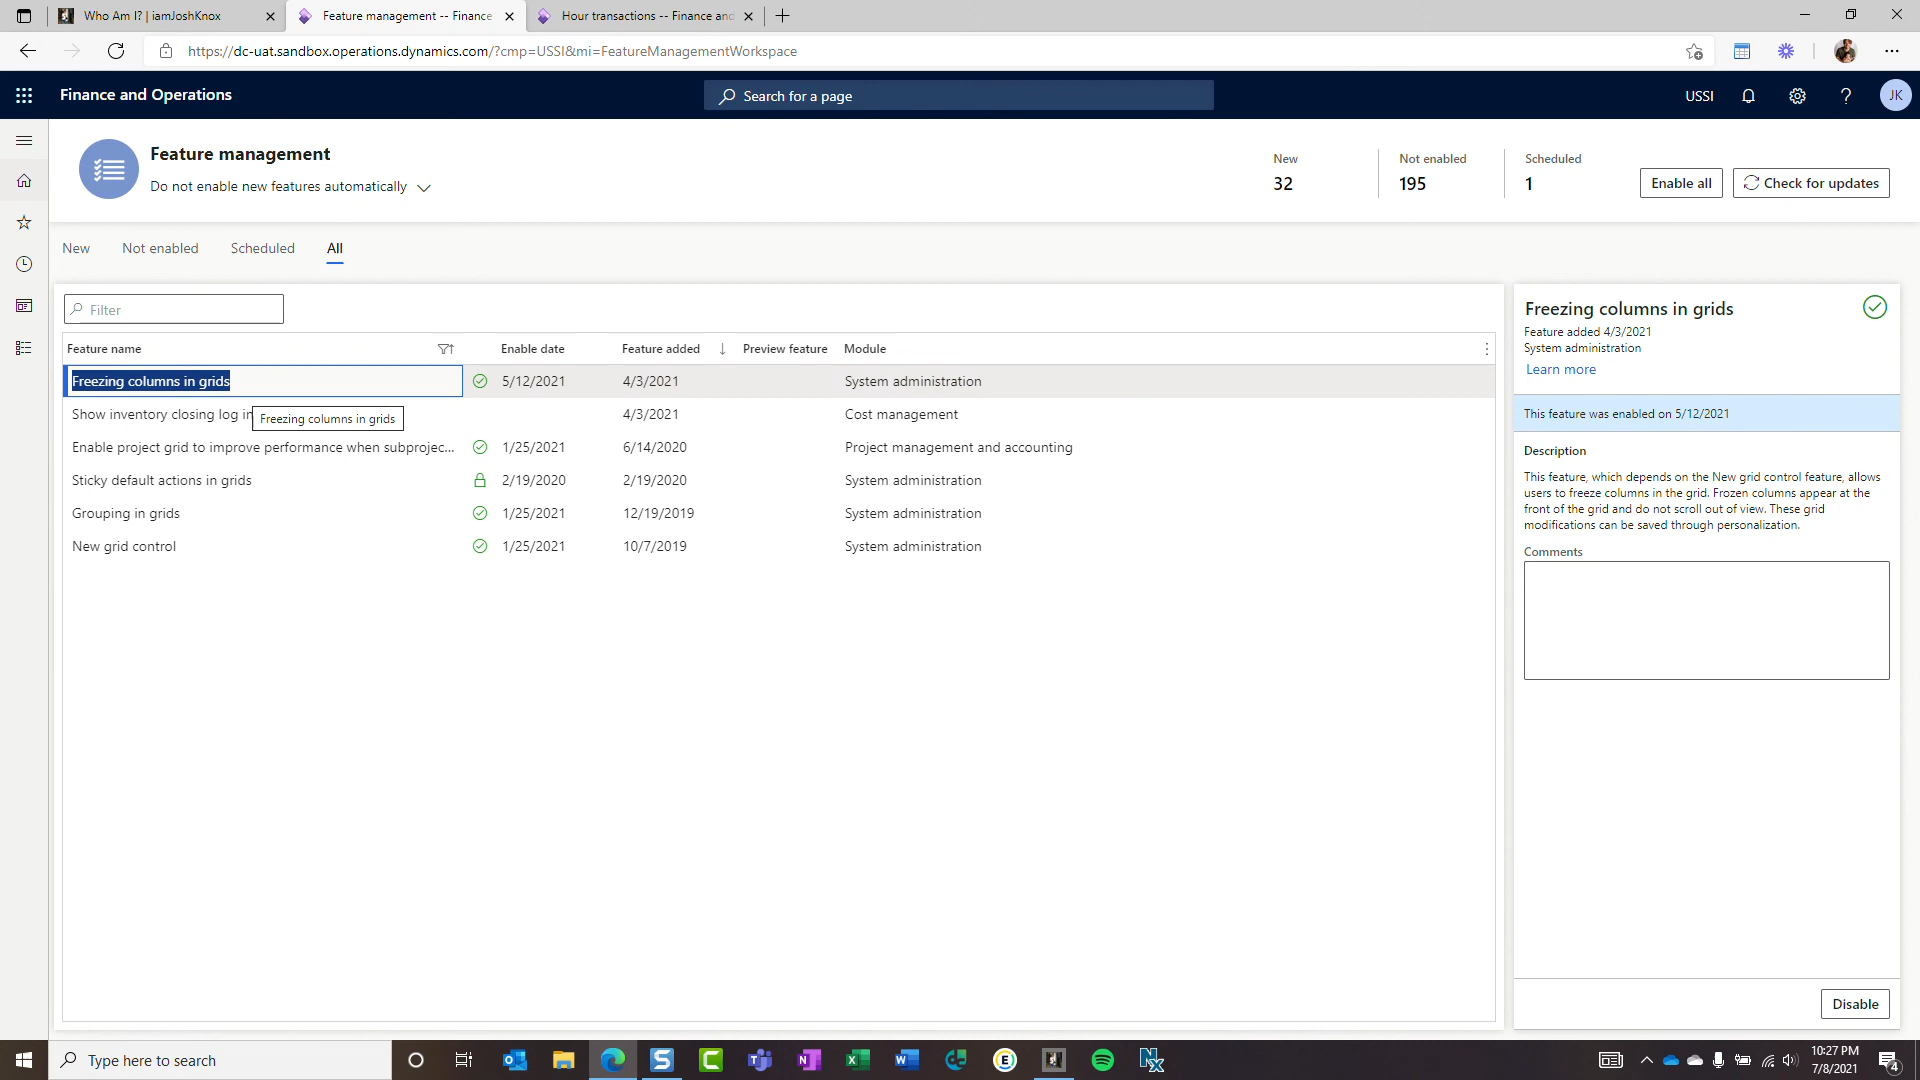 Who Am I? | iamJoshKnox
Feature management -- Finance
Hour transactions -- Finance and
https://dc-uat.sandbox.operations.dynamics.com/?cmp=USSI&mi=FeatureManagementWorkspace
Finance and Operations
Search for a page
USSI
JK
Feature management
Do not enable new features automatically
New
32
Not enabled
195
Scheduled
1
Enable all
Check for updates
New
Not enabled
Scheduled
All
Filter
Feature name
Enable date
Feature added
Preview feature
Module
Freezing columns in grids 5/12/2021 4/3/2021 System administration
Show inventory closing log in 4/3/2021 Cost management
Freezing columns in grids
Enable project grid to improve performance when subprojec... 1/25/2021 6/14/2020 Project management and accounting
Sticky default actions in grids 2/19/2020 2/19/2020 System administration
Grouping in grids 1/25/2021 12/19/2019 System administration
New grid control 1/25/2021 10/7/2019 System administration
Freezing columns in grids
Feature added 4/3/2021
System administration
Learn more
This feature was enabled on 5/12/2021
Description
This feature, which depends on the New grid control feature, allows
users to freeze columns in the grid. Frozen columns appear at the
front of the grid and do not scroll out of view. These grid
modifications can be saved through personalization.
Comments
Disable
Type here to search
10:27 PM
7/8/2021
4